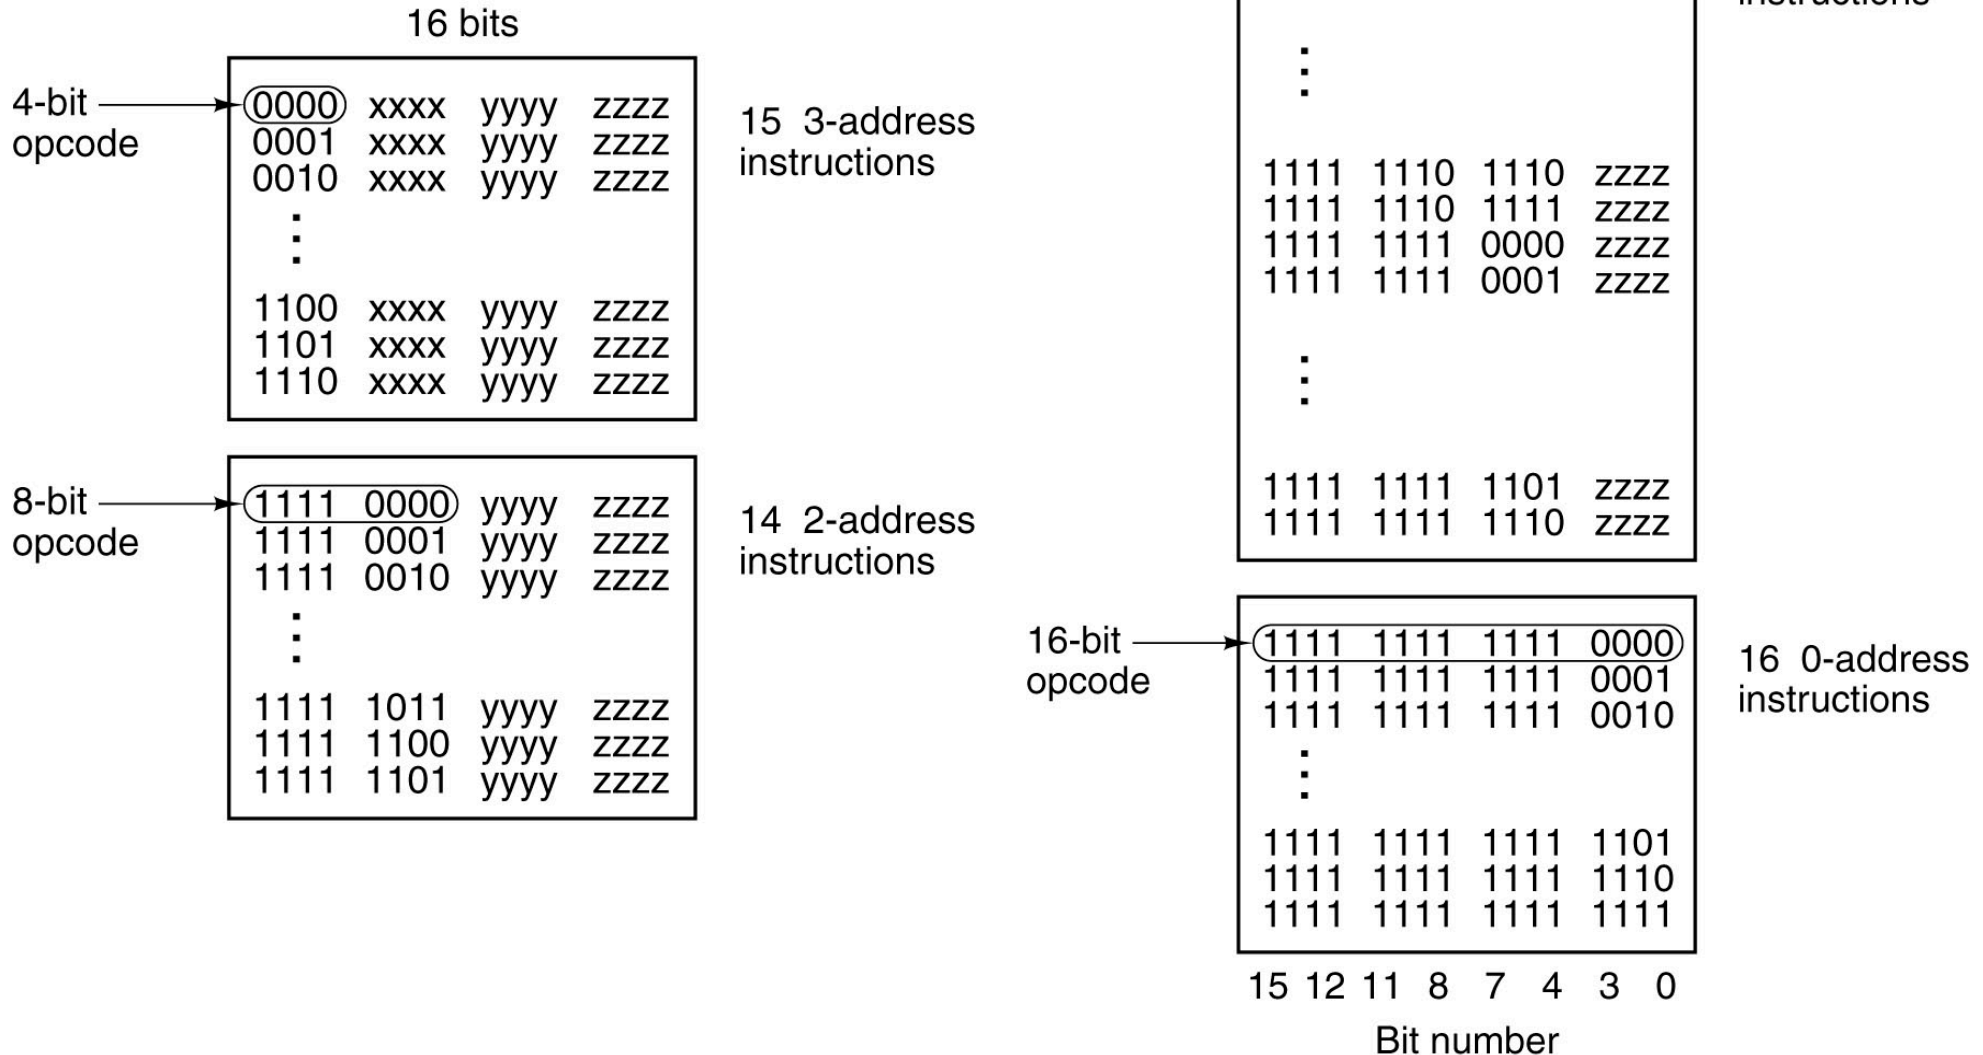 16 bits
4-bit
opcode
0000 xxxx yyyy zzzz
0001 xxxx yyyy zzzz
0010 xxxx yyyy zzzz
1100 xxxx yyyy zzzz
1101 xxxx yyyy zzzz
1110 xxxx yyyy zzzz
15 3-address
instructions
8-bit
opcode
1111 0000 yyyy zzzz
1111 0001 yyyy zzzz
1111 0010 yyyy zzzz
1111 1011 yyyy zzzz
1111 1100 yyyy zzzz
1111 1101 yyyy zzzz
14 2-address
instructions
instructions
1111 1110 1110 zzzz
1111 1110 1111 zzzz
1111 1111 0000 zzzz
1111 1111 0001 zzzz
1111 1111 1101 zzzz
1111 1111 1110 zzzz
16-bit
opcode
1111 1111 1111 0000
1111 1111 1111 0001
1111 1111 1111 0010
1111 1111 1111 1101
1111 1111 1111 1110
1111 1111 1111 1111
16 0-address
instructions
15 12 11 8 7 4 3 0
Bit number